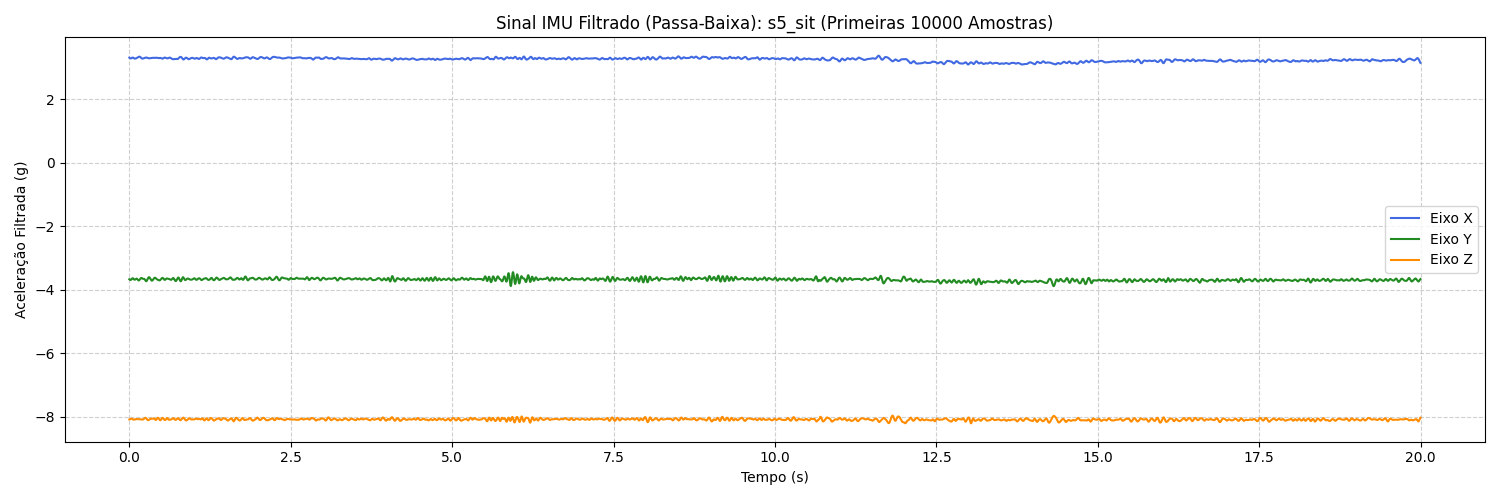 Sinal IMU Filtrado (Passa-Baixa): s5_sit (Primeiras 10000 Amostras)
Aceleração Filtrada (g)
2
0
−2
−4
−6
−8
Eixo X
Eixo Y
Eixo Z
0.0 2.5 5.0 7.5 10.0 12.5 15.0 17.5 20.0
Tempo (s)